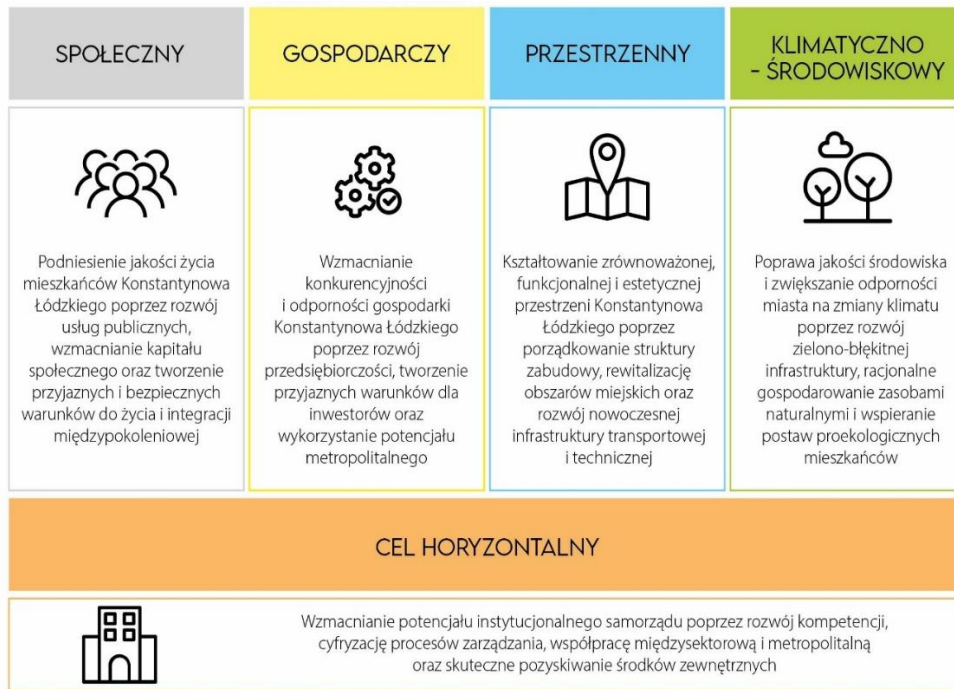 SPOŁECZNY
Podniesienie jakości życia
mieszkańców Konstantynowa
Łódzkiego poprzez rozwój
usług publicznych,
wzmacnianie kapitału
społecznego oraz tworzenie
przyjaznych i bezpiecznych
warunków do życia i integracji
międzypokoleniowej
GOSPODARCZY
Wzmacnianie
konkurencyjności
i odporności gospodarki
Konstantynowa Łódzkiego
poprzez rozwój
przedsiębiorczości, tworzenie
przyjaznych warunków dla
inwestorów oraz
wykorzystanie potencjału
metropolitalnego
PRZESTRZENNY
Kształtowanie zrównoważonej,
funkcjonalnej i estetycznej
przestrzeni Konstantynowa
Łódzkiego poprzez
porządkowanie struktury
zabudowy, rewitalizację
obszarów miejskich oraz
rozwój nowoczesnej
infrastruktury transportowej
i technicznej
KLIMATYCZNO
- ŚRODOWISKOWY
Poprawa jakości środowiska
i zwiększanie odporności
miasta na zmiany klimatu
poprzez rozwój
zielono-błękitnej
infrastruktury, racjonalne
gospodarowanie zasobami
naturalnymi i wspieranie
postaw proekologicznych
mieszkańców
CEL HORYZONTALNY
Wzmacnianie potencjału instytucjonalnego samorządu poprzez rozwój kompetencji,
cyfryzację procesów zarządzania, współpracę międzysektorową i metropolitalną
oraz skuteczne pozyskiwanie środków zewnętrznych